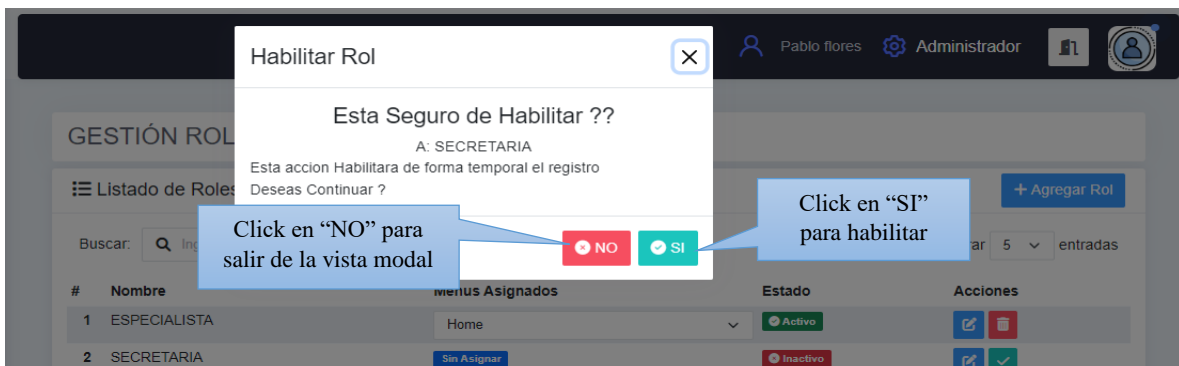 Habilitar Rol
Pablo flores
Administrador
Esta Seguro de Habilitar ??
A: SECRETARIA
Esta accion Habilitara de forma temporal el registro
Deseas Continuar ?
GESTIÓN ROL
Listado de Roles
+ Agregar Rol
Click en “NO” para
salir de la vista modal
NO
SI
Click en “SI”
para habilitar
Buscar:
Ing
ar 5 entradas
# Nombre Menus Asignados Estado Acciones
1 ESPECIALISTA Home Activo
2 SECRETARIA Sin Asignar Inactivo